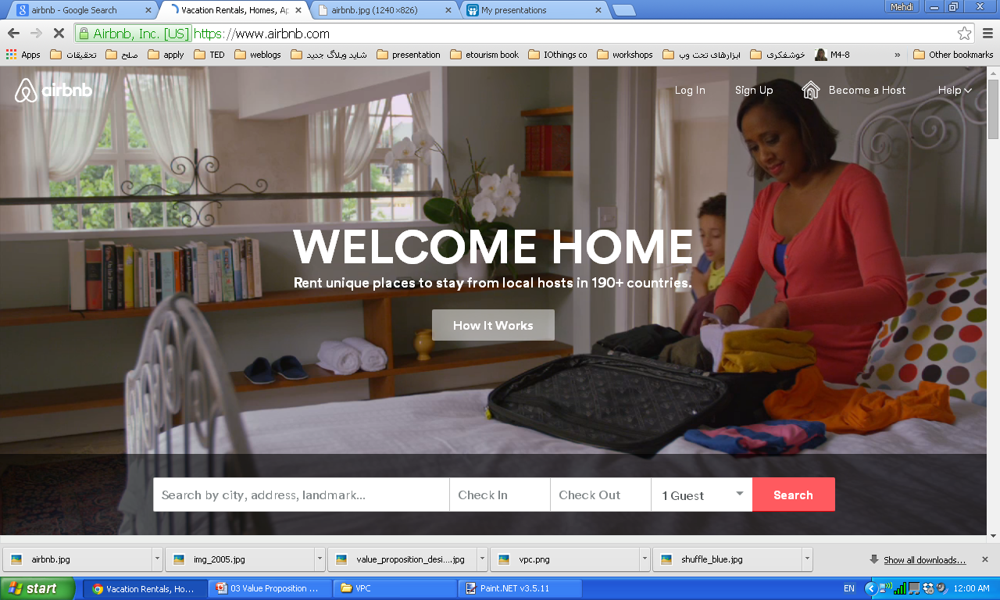 airbnb - Google Search
Vacation Rentals, Homes, Ap
airbnb.jpg (1240×826)
My presentations
Mehdi
Airbnb, Inc. [US]
https://www.airbnb.com
Apps
تحقیقات
صلح
apply
TED
weblog
شاید وبلاگ جدید
presentation
etourism book
IOthings co
workshops
ابزارهای تحت وب
خوشفکری
M4-8
»
Other bookmarks
airbnb
Log In
Sign Up
Become a Host
Help
WELCOME HOME
Rent unique places to stay from local hosts in 190+ countries.
How It Works
Search by city, address, landmark...
Check In
Check Out
1 Guest
Search
airbnb.jpg
img_2005.jpg
value_proposition_desi....jpg
vpc.png
shuffle_blue.jpg
Show all downloads...
start
Vacation Rentals, Ho...
03 Value Proposition ...
VPC
Paint.NET v3.5.11
EN
12:00 AM